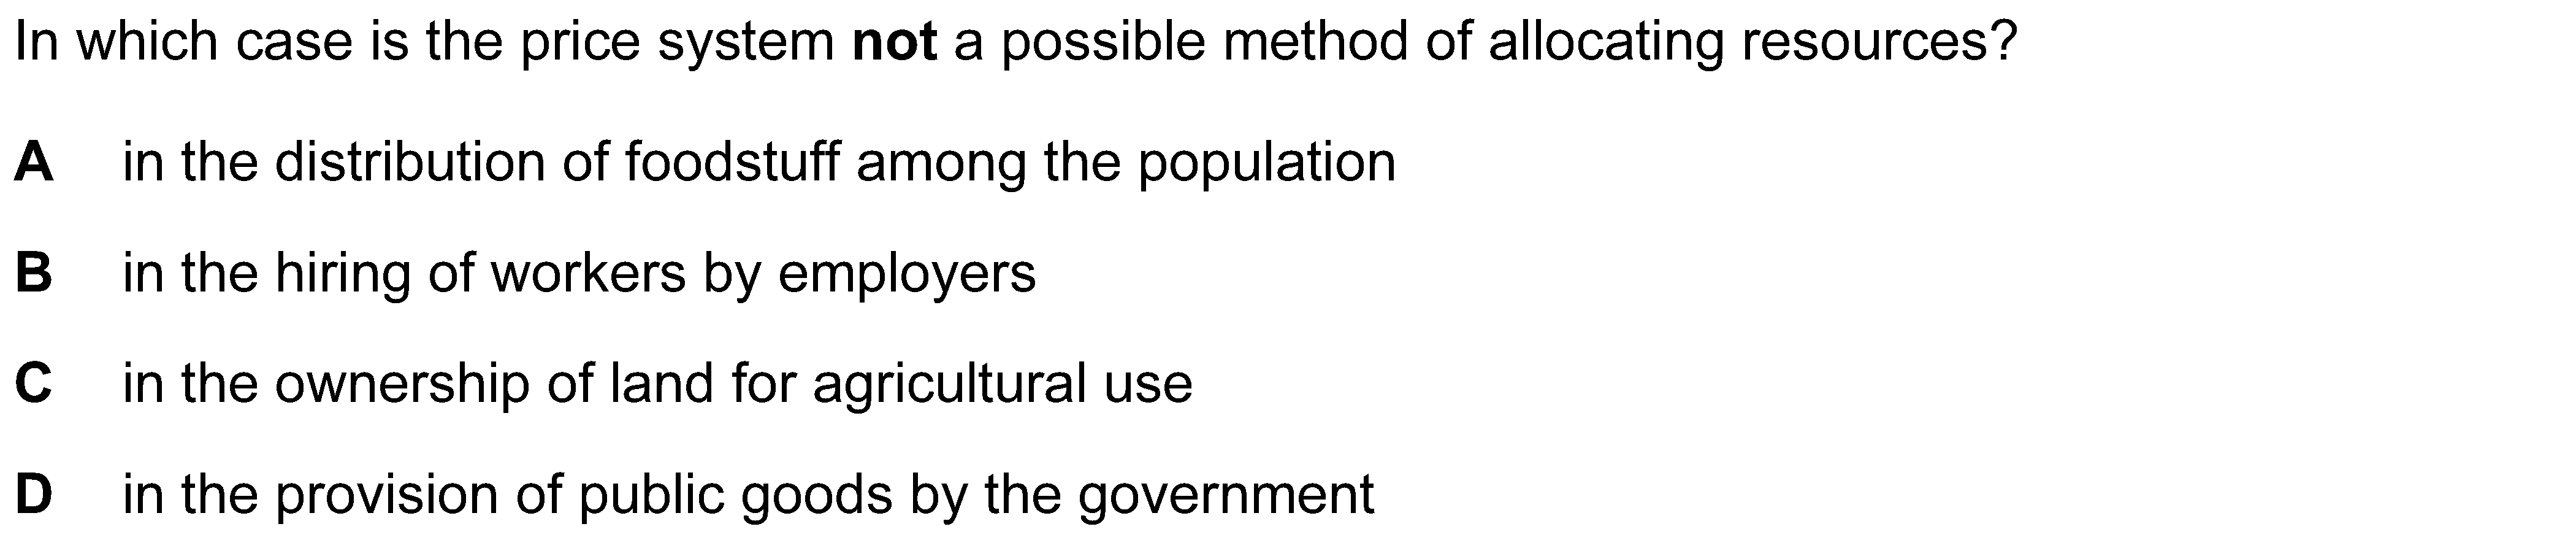 In which case is the price system not a possible method of allocating resources?
A in the distribution of foodstuff among the population
B in the hiring of workers by employers
C in the ownership of land for agricultural use
D in the provision of public goods by the government